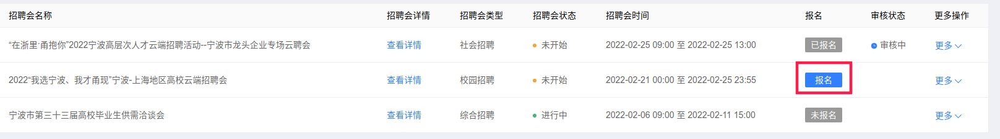 招聘会名称 招聘会详情 招聘会类型 招聘会状态 招聘会时间 报名 审核状态 更多操作
“在浙里·甬抱你”2022宁波高层次人才云端招聘活动--宁波市龙头企业专场云聘会 查看详情 社会招聘 未开始 2022-02-25 09:00 至 2022-02-25 13:00 已报名 审核中 更多
2022“我选宁波、我才甬现”宁波-上海地区高校云端招聘会 查看详情 校园招聘 未开始 2022-02-21 00:00 至 2022-02-25 23:55 报名 更多
宁波市第三十三届高校毕业生供需洽谈会 查看详情 综合招聘 进行中 2022-02-06 09:00 至 2022-02-11 15:00 未报名 更多